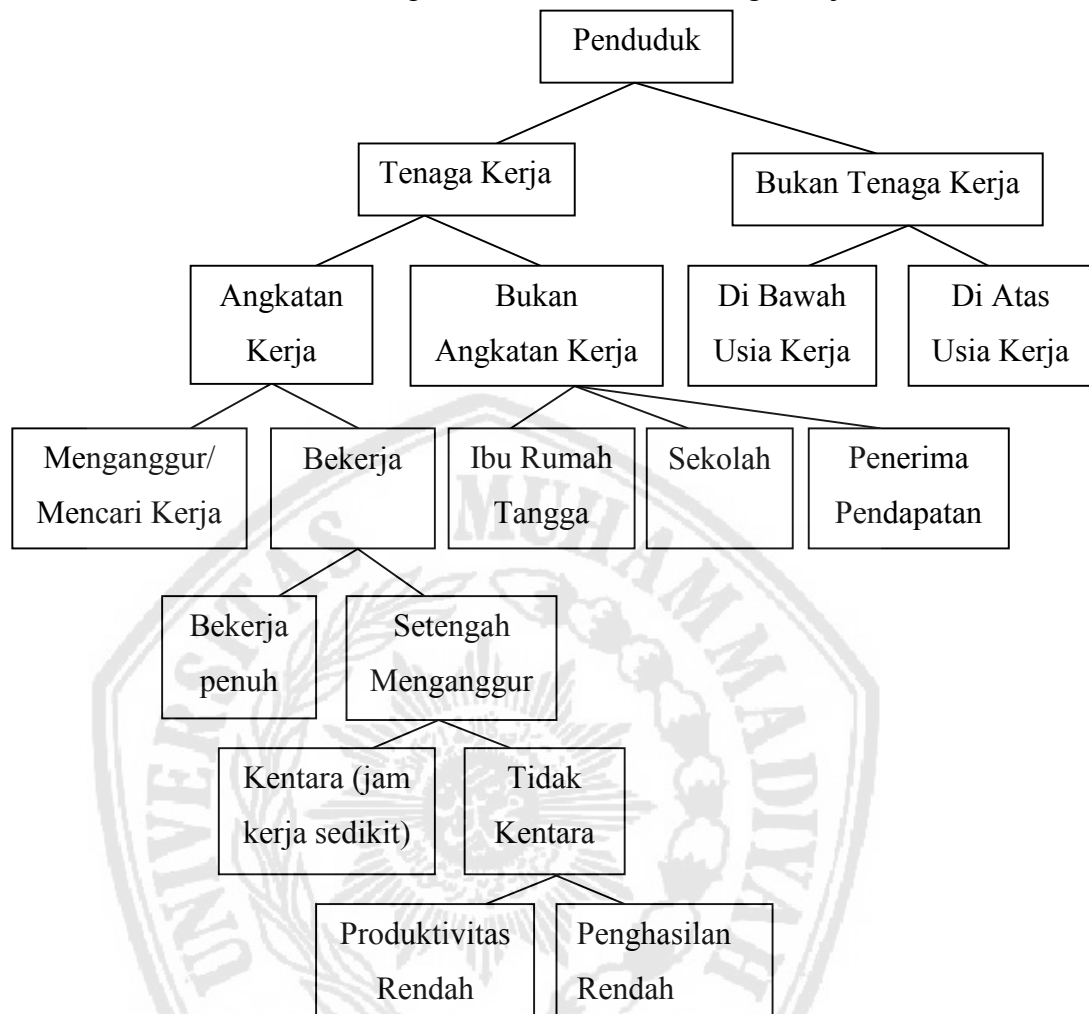 Penduduk
Tenaga Kerja
Bukan Tenaga Kerja
Angkatan
Kerja
Bukan
Angkatan Kerja
Di Bawah
Usia Kerja
Di Atas
Usia Kerja
Menganggur/
Mencari Kerja
Bekerja
Ibu Rumah
Tangga
Sekolah
Penerima
Pendapatan
Bekerja
penuh
Setengah
Menganggur
Kentara (jam
kerja sedikit)
Tidak
Kentara
Produktivitas
Rendah
Penghasilan
Rendah
UNIVERSITAS MUHAMMADIYAH